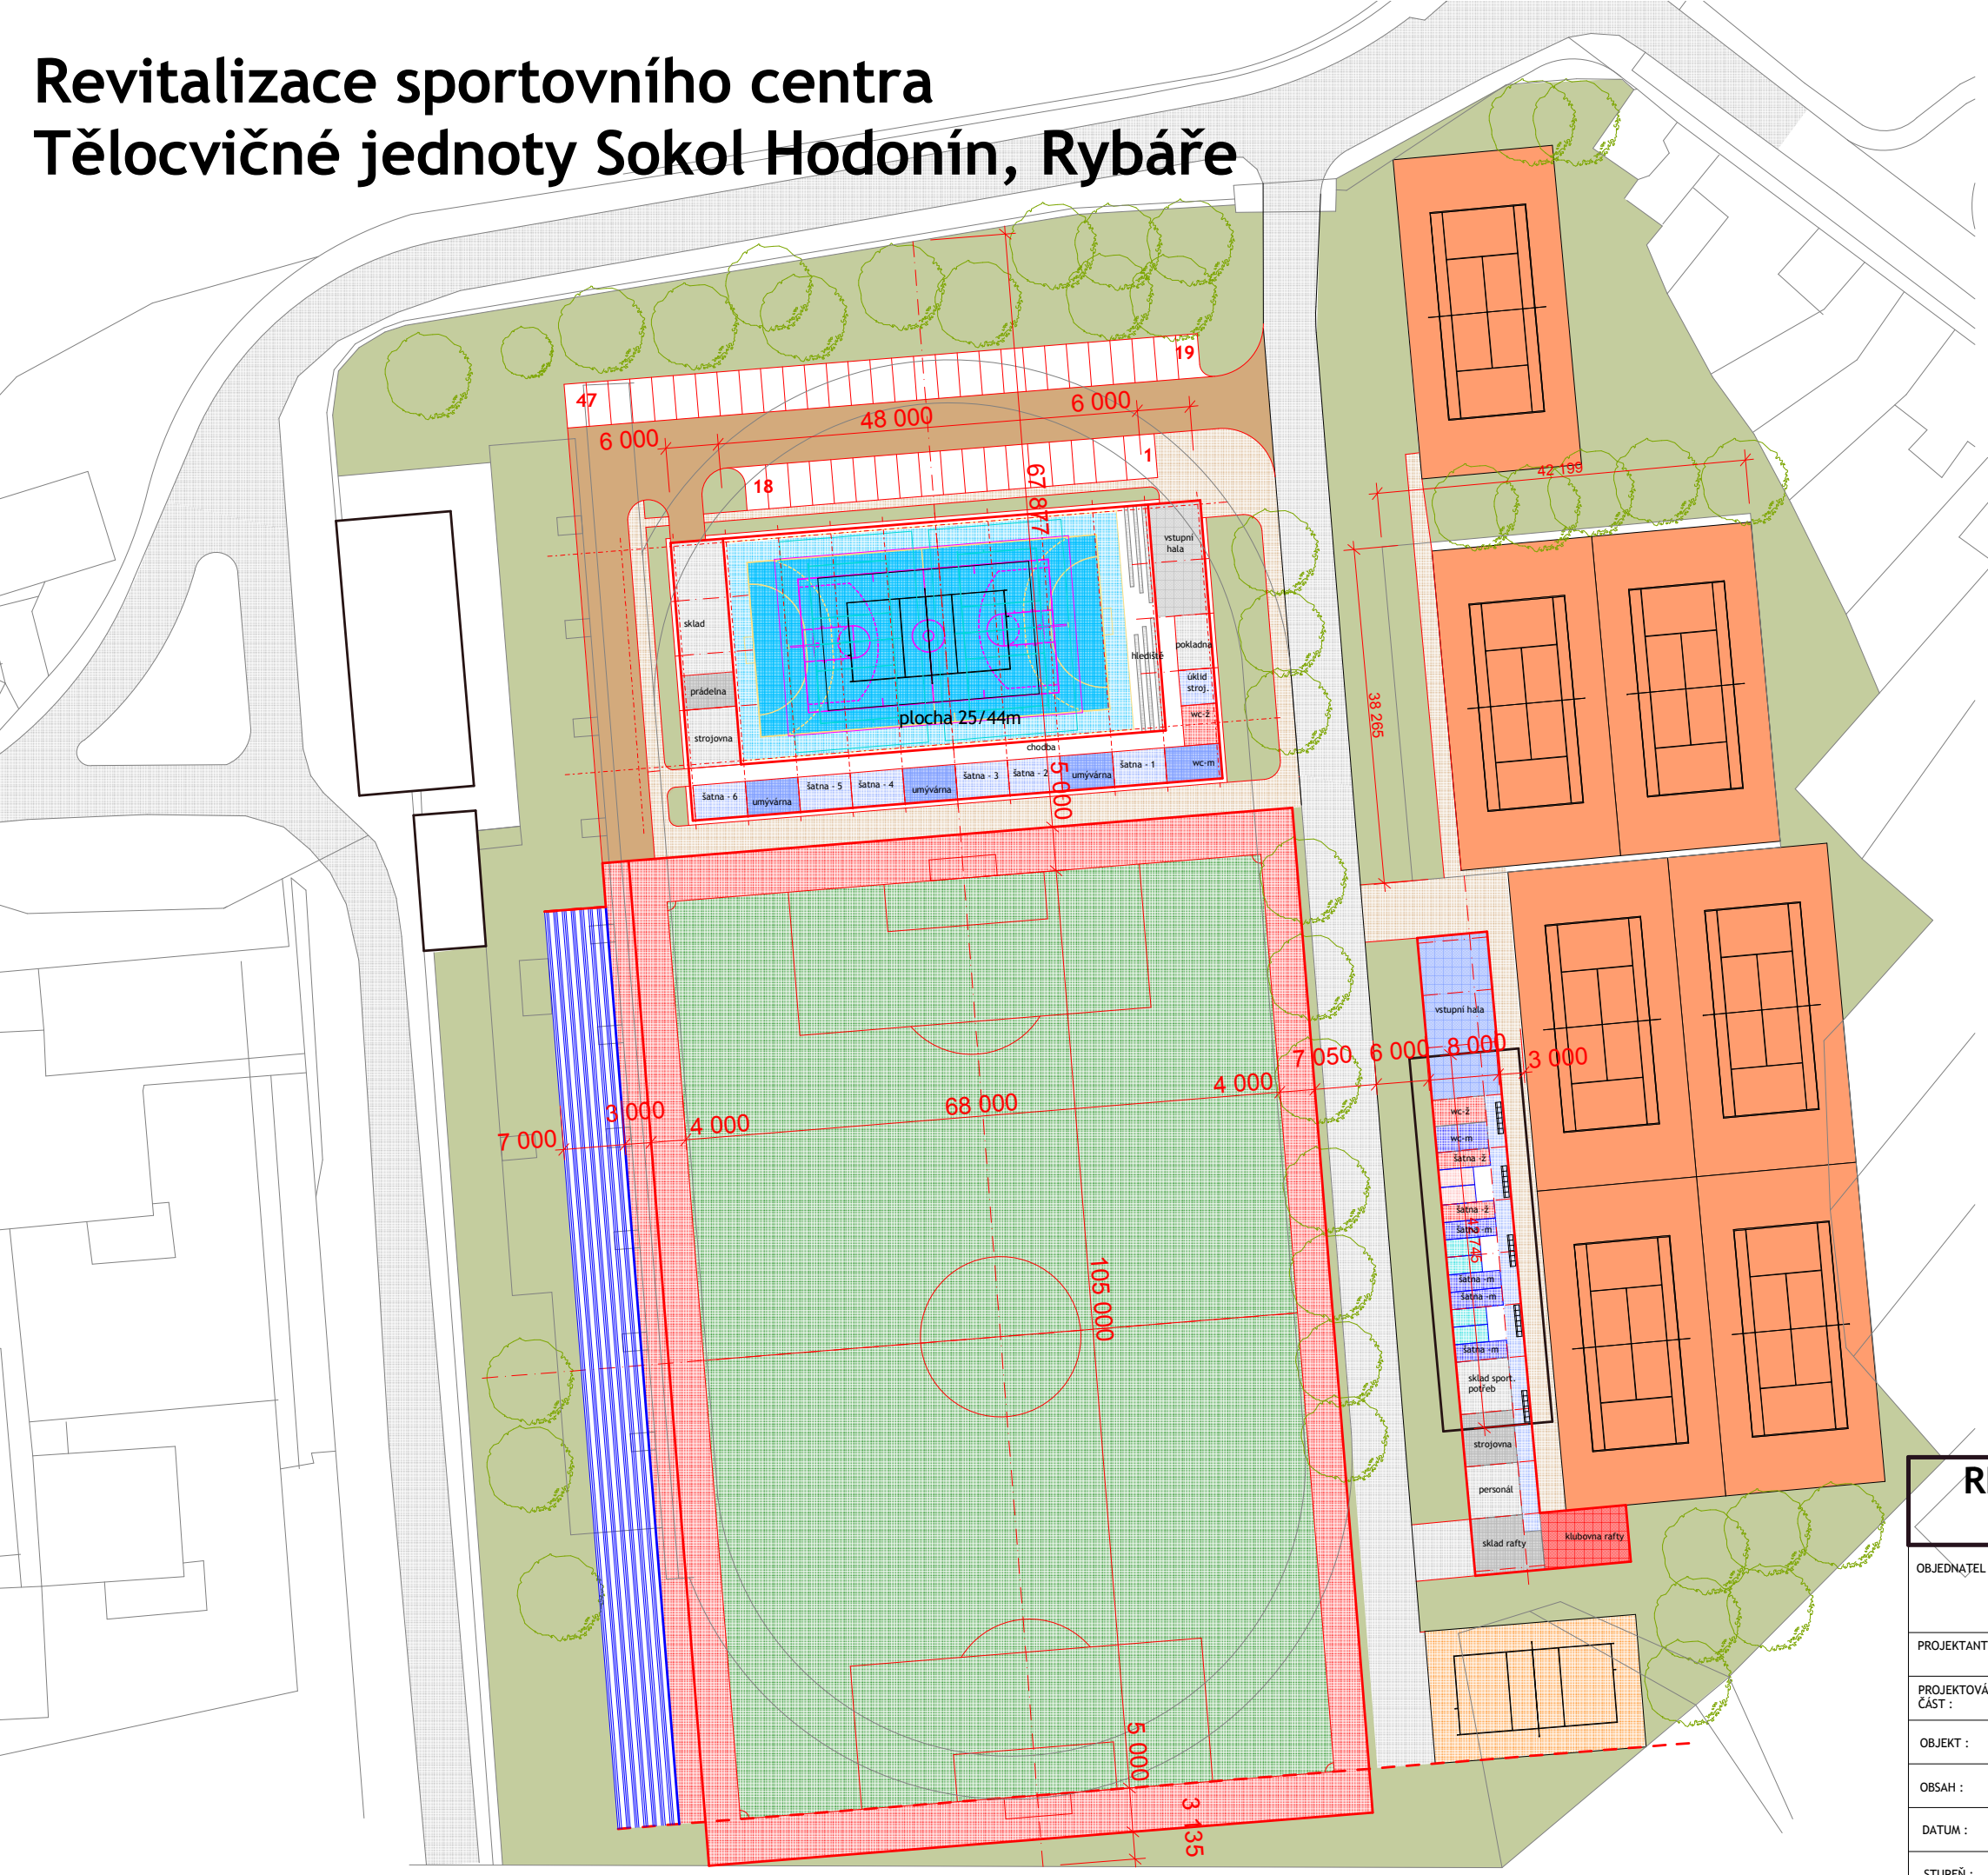 Revitalizace sportovního centra
Tělocvičné jednoty Sokol Hodonín, Rybáře
19
47
6 000
48 000
6 000
1
18
67 877
42 199
vstupní
hala
sklad
pokladna
hlediště
úklid
stroj.
prádelna
wc-ž
plocha 25/44m
strojovna
chodba
wc-m
šatna - 1
umývárna
šatna - 2
šatna - 3
umývárna
šatna - 4
šatna - 5
umývárna
šatna - 6
5 000
38 265
vstupní hala
7 050
6 000
8 000
3 000
4 000
68 000
3 000
4 000
7 000
wc-ž
wc-m
šatna -ž
šatna -ž
šatna -m
745
šatna -m
šatna -m
šatna -m
105 000
sklad sport.
potřeb
strojovna
personál
sklad rafty
klubovna rafty
5 000
3 135
OBJEDNATEL
PROJEKTANT
PROJEKTOVÁ
ČÁST :
OBJEKT :
OBSAH :
DATUM :
STUPEŇ :